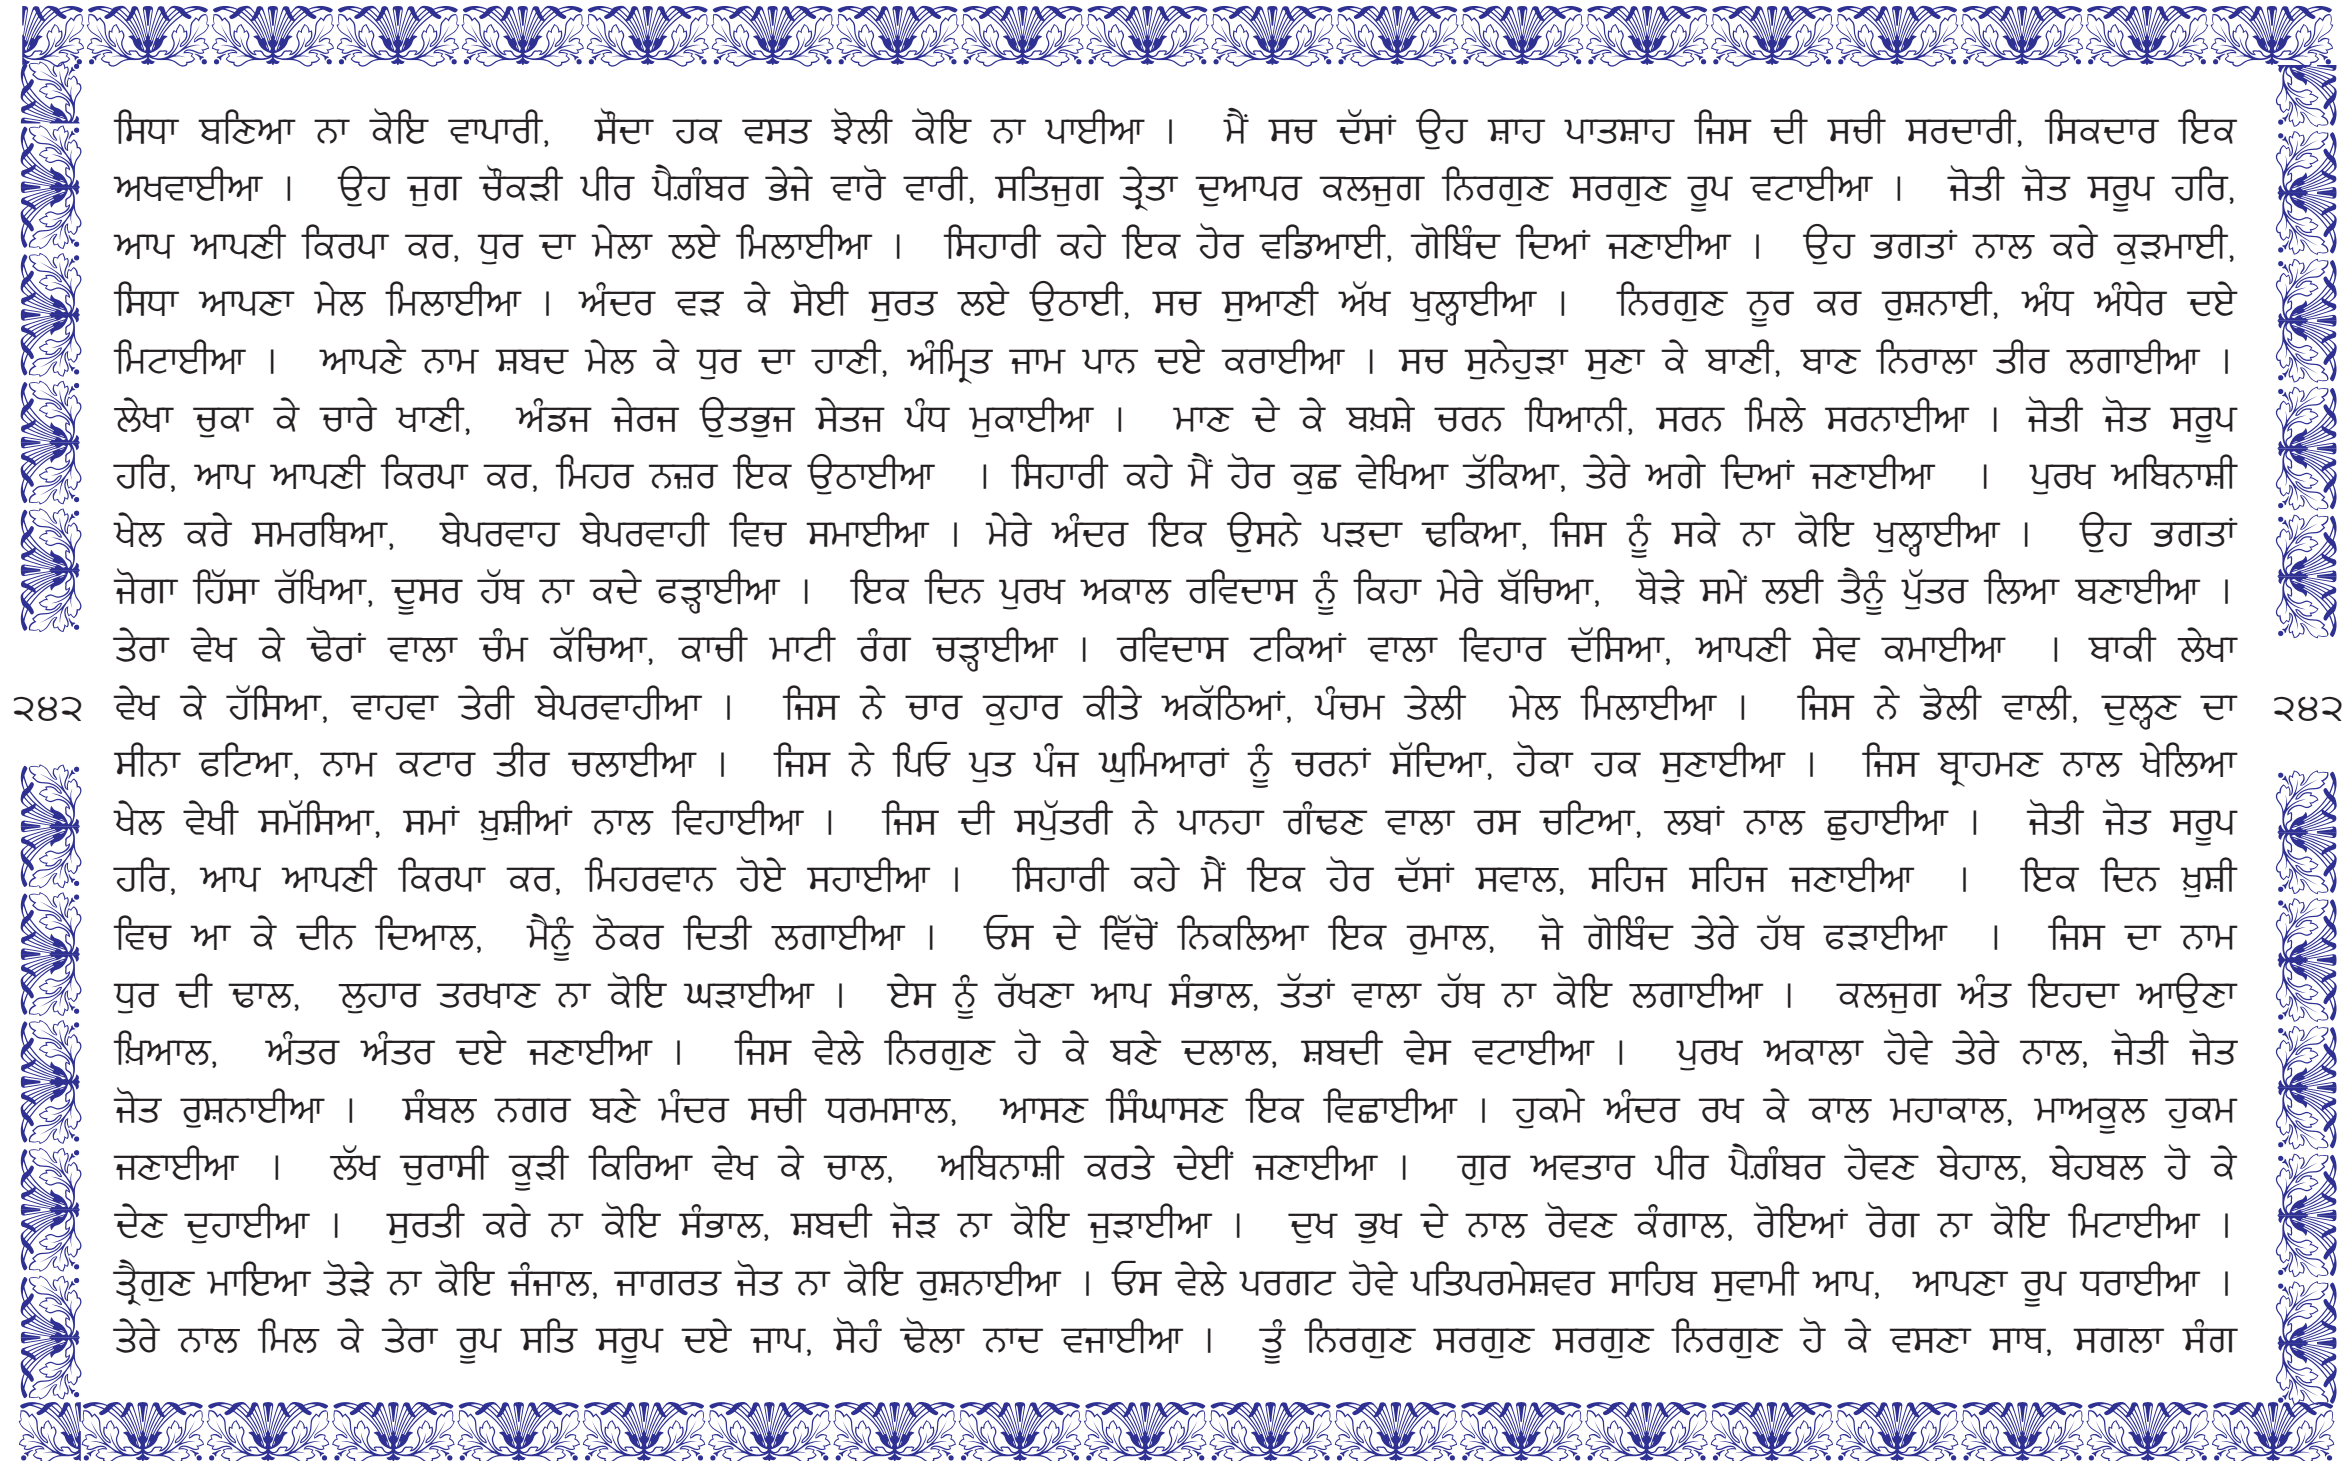 ਸਿਧਾ ਬਣਿਆ ਨਾ ਕੋਇ ਵਾਪਾਰੀ, ਸੌਦਾ ਹਕ ਵਸਤ ਝੋਲੀ ਕੋਇ ਨਾ ਪਾਈਆ । ਮੈਂ ਸਚ ਦੱਸਾਂ ਉਹ ਸ਼ਾਹ ਪਾਤਸ਼ਾਹ ਜਿਸ ਦੀ ਸਚੀ ਸਰਦਾਰੀ, ਸਿਕਦਾਰ ਇਕ
ਅਖਵਾਈਆ । ਉਹ ਜੁਗ ਚੌਕੜੀ ਪੀਰ ਪੈਗ਼ੰਬਰ ਭੇਜੇ ਵਾਰੋ ਵਾਰੀ, ਸਤਿਜੁਗ ਤ੍ਰੇਤਾ ਦੁਆਪਰ ਕਲਜੁਗ ਨਿਰਗੁਣ ਸਰਗੁਣ ਰੂਪ ਵਟਾਈਆ । ਜੋਤੀ ਜੋਤ ਸਰੂਪ ਹਰਿ,
ਆਪ ਆਪਣੀ ਕਿਰਪਾ ਕਰ, ਧੁਰ ਦਾ ਮੇਲਾ ਲਏ ਮਿਲਾਈਆ । ਸਿਹਾਰੀ ਕਹੇ ਇਕ ਹੋਰ ਵਡਿਆਈ, ਗੋਬਿੰਦ ਦਿਆਂ ਜਣਾਈਆ । ਉਹ ਭਗਤਾਂ ਨਾਲ ਕਰੇ ਕੁੜਮਾਈ,
ਸਿਧਾ ਆਪਣਾ ਮੇਲ ਮਿਲਾਈਆ । ਅੰਦਰ ਵੜ ਕੇ ਸੋਈ ਸੁਰਤ ਲਏ ਉਠਾਈ, ਸਚ ਸੁਆਣੀ ਅੱਖ ਖੁਲ੍ਹਾਈਆ । ਨਿਰਗੁਣ ਨੂਰ ਕਰ ਰੁਸ਼ਨਾਈ, ਅੰਧ ਅੰਧੇਰ ਦਏ
ਮਿਟਾਈਆ । ਆਪਣੇ ਨਾਮ ਸ਼ਬਦ ਮੇਲ ਕੇ ਧੁਰ ਦਾ ਹਾਣੀ, ਅੰਮ੍ਰਿਤ ਜਾਮ ਪਾਨ ਦਏ ਕਰਾਈਆ । ਸਚ ਸੁਨੇਹੁੜਾ ਸੁਣਾ ਕੇ ਬਾਣੀ, ਬਾਣ ਨਿਰਾਲਾ ਤੀਰ ਲਗਾਈਆ ।
ਲੇਖਾ ਚੁਕਾ ਕੇ ਚਾਰੇ ਖਾਣੀ, ਅੰਡਜ ਜੇਰਜ ਉਤਭੁਜ ਸੇਤਜ ਪੰਧ ਮੁਕਾਈਆ । ਮਾਣ ਦੇ ਕੇ ਬਖ਼ਸ਼ੇ ਚਰਨ ਧਿਆਨੀ, ਸਰਨ ਮਿਲੇ ਸਰਨਾਈਆ । ਜੋਤੀ ਜੋਤ ਸਰੂਪ
ਹਰਿ, ਆਪ ਆਪਣੀ ਕਿਰਪਾ ਕਰ, ਮਿਹਰ ਨਜ਼ਰ ਇਕ ਉਠਾਈਆ । ਸਿਹਾਰੀ ਕਹੇ ਮੈਂ ਹੋਰ ਕੁਛ ਵੇਖਿਆ ਤੱਕਿਆ, ਤੇਰੇ ਅਗੇ ਦਿਆਂ ਜਣਾਈਆ । ਪੁਰਖ ਅਬਿਨਾਸ਼ੀ
ਖੇਲ ਕਰੇ ਸਮਰਥਿਆ, ਬੇਪਰਵਾਹ ਬੇਪਰਵਾਹੀ ਵਿਚ ਸਮਾਈਆ । ਮੇਰੇ ਅੰਦਰ ਇਕ ਉਸਨੇ ਪੜਦਾ ਢਕਿਆ, ਜਿਸ ਨੂੰ ਸਕੇ ਨਾ ਕੋਇ ਖੁਲ੍ਹਾਈਆ । ਉਹ ਭਗਤਾਂ
ਜੋਗਾ ਹਿੱਸਾ ਰੱਖਿਆ, ਦੂਸਰ ਹੱਥ ਨਾ ਕਦੇ ਫੜ੍ਹਾਈਆ । ਇਕ ਦਿਨ ਪੁਰਖ ਅਕਾਲ ਰਵਿਦਾਸ ਨੂੰ ਕਿਹਾ ਮੇਰੇ ਬੱਚਿਆ, ਥੋੜੇ ਸਮੇਂ ਲਈ ਤੈਨੂੰ ਪੁੱਤਰ ਲਿਆ ਬਣਾਈਆ ।
ਤੇਰਾ ਵੇਖ ਕੇ ਢੋਰਾਂ ਵਾਲਾ ਚੰਮ ਕੱਚਿਆ, ਕਾਚੀ ਮਾਟੀ ਰੰਗ ਚੜ੍ਹਾਈਆ । ਰਵਿਦਾਸ ਟਕਿਆਂ ਵਾਲਾ ਵਿਹਾਰ ਦੱਸਿਆ, ਆਪਣੀ ਸੇਵ ਕਮਾਈਆ । ਬਾਕੀ ਲੇਖਾ
੨੪੨ ਵੇਖ ਕੇ ਹੱਸਿਆ, ਵਾਹਵਾ ਤੇਰੀ ਬੇਪਰਵਾਹੀਆ । ਜਿਸ ਨੇ ਚਾਰ ਕੁਹਾਰ ਕੀਤੇ ਅਕੱਠਿਆਂ, ਪੰਚਮ ਤੇਲੀ ਮੇਲ ਮਿਲਾਈਆ । ਜਿਸ ਨੇ ਡੋਲੀ ਵਾਲੀ, ਦੁਲ੍ਹਣ ਦਾ ੨੪੨
ਸੀਨਾ ਫਟਿਆ, ਨਾਮ ਕਟਾਰ ਤੀਰ ਚਲਾਈਆ । ਜਿਸ ਨੇ ਪਿਓ ਪੁਤ ਪੰਜ ਘੁਮਿਆਰਾਂ ਨੂੰ ਚਰਨਾਂ ਸੱਦਿਆ, ਹੋਕਾ ਹਕ ਸੁਣਾਈਆ । ਜਿਸ ਬ੍ਰਾਹਮਣ ਨਾਲ ਖੇਲਿਆ
ਖੇਲ ਵੇਖੀ ਸਮੱਸਿਆ, ਸਮਾਂ ਖ਼ੁਸ਼ੀਆਂ ਨਾਲ ਵਿਹਾਈਆ । ਜਿਸ ਦੀ ਸਪੁੱਤਰੀ ਨੇ ਪਾਨਹਾ ਗੰਢਣ ਵਾਲਾ ਰਸ ਚਟਿਆ, ਲਬਾਂ ਨਾਲ ਛੁਹਾਈਆ । ਜੋਤੀ ਜੋਤ ਸਰੂਪ
ਹਰਿ, ਆਪ ਆਪਣੀ ਕਿਰਪਾ ਕਰ, ਮਿਹਰਵਾਨ ਹੋਏ ਸਹਾਈਆ । ਸਿਹਾਰੀ ਕਹੇ ਮੈਂ ਇਕ ਹੋਰ ਦੱਸਾਂ ਸਵਾਲ, ਸਹਿਜ ਸਹਿਜ ਜਣਾਈਆ । ਇਕ ਦਿਨ ਖ਼ੁਸ਼ੀ
ਵਿਚ ਆ ਕੇ ਦੀਨ ਦਿਆਲ, ਮੈਨੂੰ ਠੋਕਰ ਦਿਤੀ ਲਗਾਈਆ । ਓਸ ਦੇ ਵਿੱਚੋਂ ਨਿਕਲਿਆ ਇਕ ਰੁਮਾਲ, ਜੋ ਗੋਬਿੰਦ ਤੇਰੇ ਹੱਥ ਫੜਾਈਆ । ਜਿਸ ਦਾ ਨਾਮ
ਧੁਰ ਦੀ ਢਾਲ, ਲੁਹਾਰ ਤਰਖਾਣ ਨਾ ਕੋਇ ਘੜਾਈਆ । ਏਸ ਨੂੰ ਰੱਖਣਾ ਆਪ ਸੰਭਾਲ, ਤੱਤਾਂ ਵਾਲਾ ਹੱਥ ਨਾ ਕੋਇ ਲਗਾਈਆ । ਕਲਜੁਗ ਅੰਤ ਇਹਦਾ ਆਉਣਾ
ਖ਼ਿਆਲ, ਅੰਤਰ ਅੰਤਰ ਦਏ ਜਣਾਈਆ । ਜਿਸ ਵੇਲੇ ਨਿਰਗੁਣ ਹੋ ਕੇ ਬਣੇ ਦਲਾਲ, ਸ਼ਬਦੀ ਵੇਸ ਵਟਾਈਆ । ਪੁਰਖ ਅਕਾਲਾ ਹੋਵੇ ਤੇਰੇ ਨਾਲ, ਜੋਤੀ ਜੋਤ
ਜੋਤ ਰੁਸ਼ਨਾਈਆ । ਸੰਬਲ ਨਗਰ ਬਣੇ ਮੰਦਰ ਸਚੀ ਧਰਮਸਾਲ, ਆਸਣ ਸਿੰਘਾਸਣ ਇਕ ਵਿਛਾਈਆ । ਹੁਕਮੇ ਅੰਦਰ ਰਖ ਕੇ ਕਾਲ ਮਹਾਕਾਲ, ਮਾਅਕੂਲ ਹੁਕਮ
ਜਣਾਈਆ । ਲੱਖ ਚੁਰਾਸੀ ਕੂੜੀ ਕਿਰਿਆ ਵੇਖ ਕੇ ਚਾਲ, ਅਬਿਨਾਸ਼ੀ ਕਰਤੇ ਦੇਈਂ ਜਣਾਈਆ । ਗੁਰ ਅਵਤਾਰ ਪੀਰ ਪੈਗ਼ੰਬਰ ਹੋਵਣ ਬੇਹਾਲ, ਬੇਹਬਲ ਹੋ ਕੇ
ਦੇਣ ਦੁਹਾਈਆ । ਸੁਰਤੀ ਕਰੇ ਨਾ ਕੋਇ ਸੰਭਾਲ, ਸ਼ਬਦੀ ਜੋੜ ਨਾ ਕੋਇ ਜੁੜਾਈਆ । ਦੁਖ ਭੁਖ ਦੇ ਨਾਲ ਰੋਵਣ ਕੰਗਾਲ, ਰੋਇਆਂ ਰੋਗ ਨਾ ਕੋਇ ਮਿਟਾਈਆ ।
ਤ੍ਰੈਗੁਣ ਮਾਇਆ ਤੋੜੇ ਨਾ ਕੋਇ ਜੰਜਾਲ, ਜਾਗਰਤ ਜੋਤ ਨਾ ਕੋਇ ਰੁਸ਼ਨਾਈਆ । ਓਸ ਵੇਲੇ ਪਰਗਟ ਹੋਵੇ ਪਤਿਪਰਮੇਸ਼ਵਰ ਸਾਹਿਬ ਸੁਵਾਮੀ ਆਪ, ਆਪਣਾ ਰੂਪ ਧਰਾਈਆ ।
ਤੇਰੇ ਨਾਲ ਮਿਲ ਕੇ ਤੇਰਾ ਰੂਪ ਸਤਿ ਸਰੂਪ ਦਏ ਜਾਪ, ਸੋਹੰ ਢੋਲਾ ਨਾਦ ਵਜਾਈਆ । ਤੂੰ ਨਿਰਗੁਣ ਸਰਗੁਣ ਸਰਗੁਣ ਨਿਰਗੁਣ ਹੋ ਕੇ ਵਸਣਾ ਸਾਥ, ਸਗਲਾ ਸੰਗ